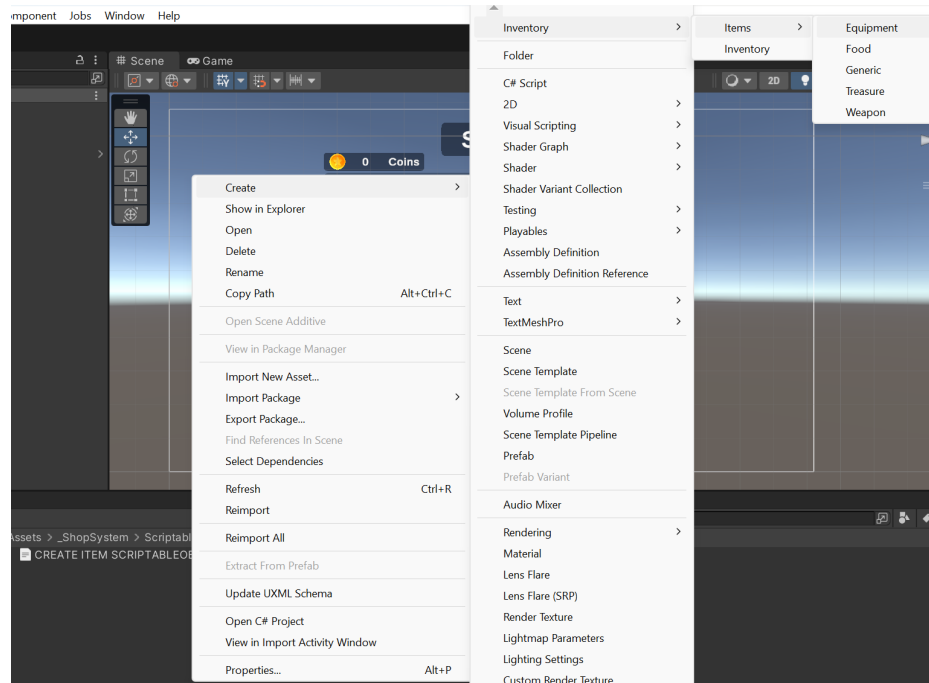 omponent Jobs Window Help
Scene Game
2D
0 Coins
S
Create
Show in Explorer
Open
Delete
Rename
Copy Path Alt+Ctrl+C
Open Scene Additive
View in Package Manager
Import New Asset...
Import Package
Export Package...
Find References In Scene
Select Dependencies
Refresh Ctrl+R
Reimport
Reimport All
Extract From Prefab
Update UXML Schema
Open C# Project
View in Import Activity Window
Properties... Alt+P
Inventory
Folder
C# Script
2D
Visual Scripting
Shader Graph
Shader
Shader Variant Collection
Testing
Playables
Assembly Definition
Assembly Definition Reference
Text
TextMeshPro
Scene
Scene Template
Scene Template From Scene
Volume Profile
Scene Template Pipeline
Prefab
Prefab Variant
Audio Mixer
Rendering
Material
Lens Flare
Lens Flare (SRP)
Render Texture
Lightmap Parameters
Lighting Settings
Custom Render Texture
Items
Inventory
Equipment
Food
Generic
Treasure
Weapon
Assets > _ShopSystem > Scriptabl
CREATE ITEM SCRIPTABLEOB